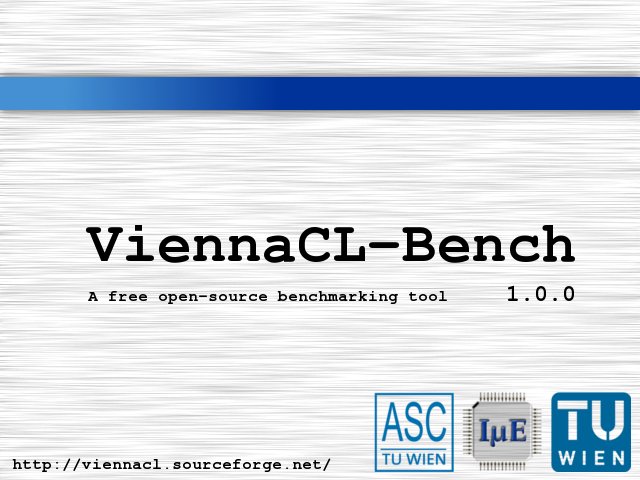 ViennaCL-Bench
A free open-source benchmarking tool 1.0.0
ASC
TU WIEN
IμE
TU
WIEN
http://viennacl.sourceforge.net/